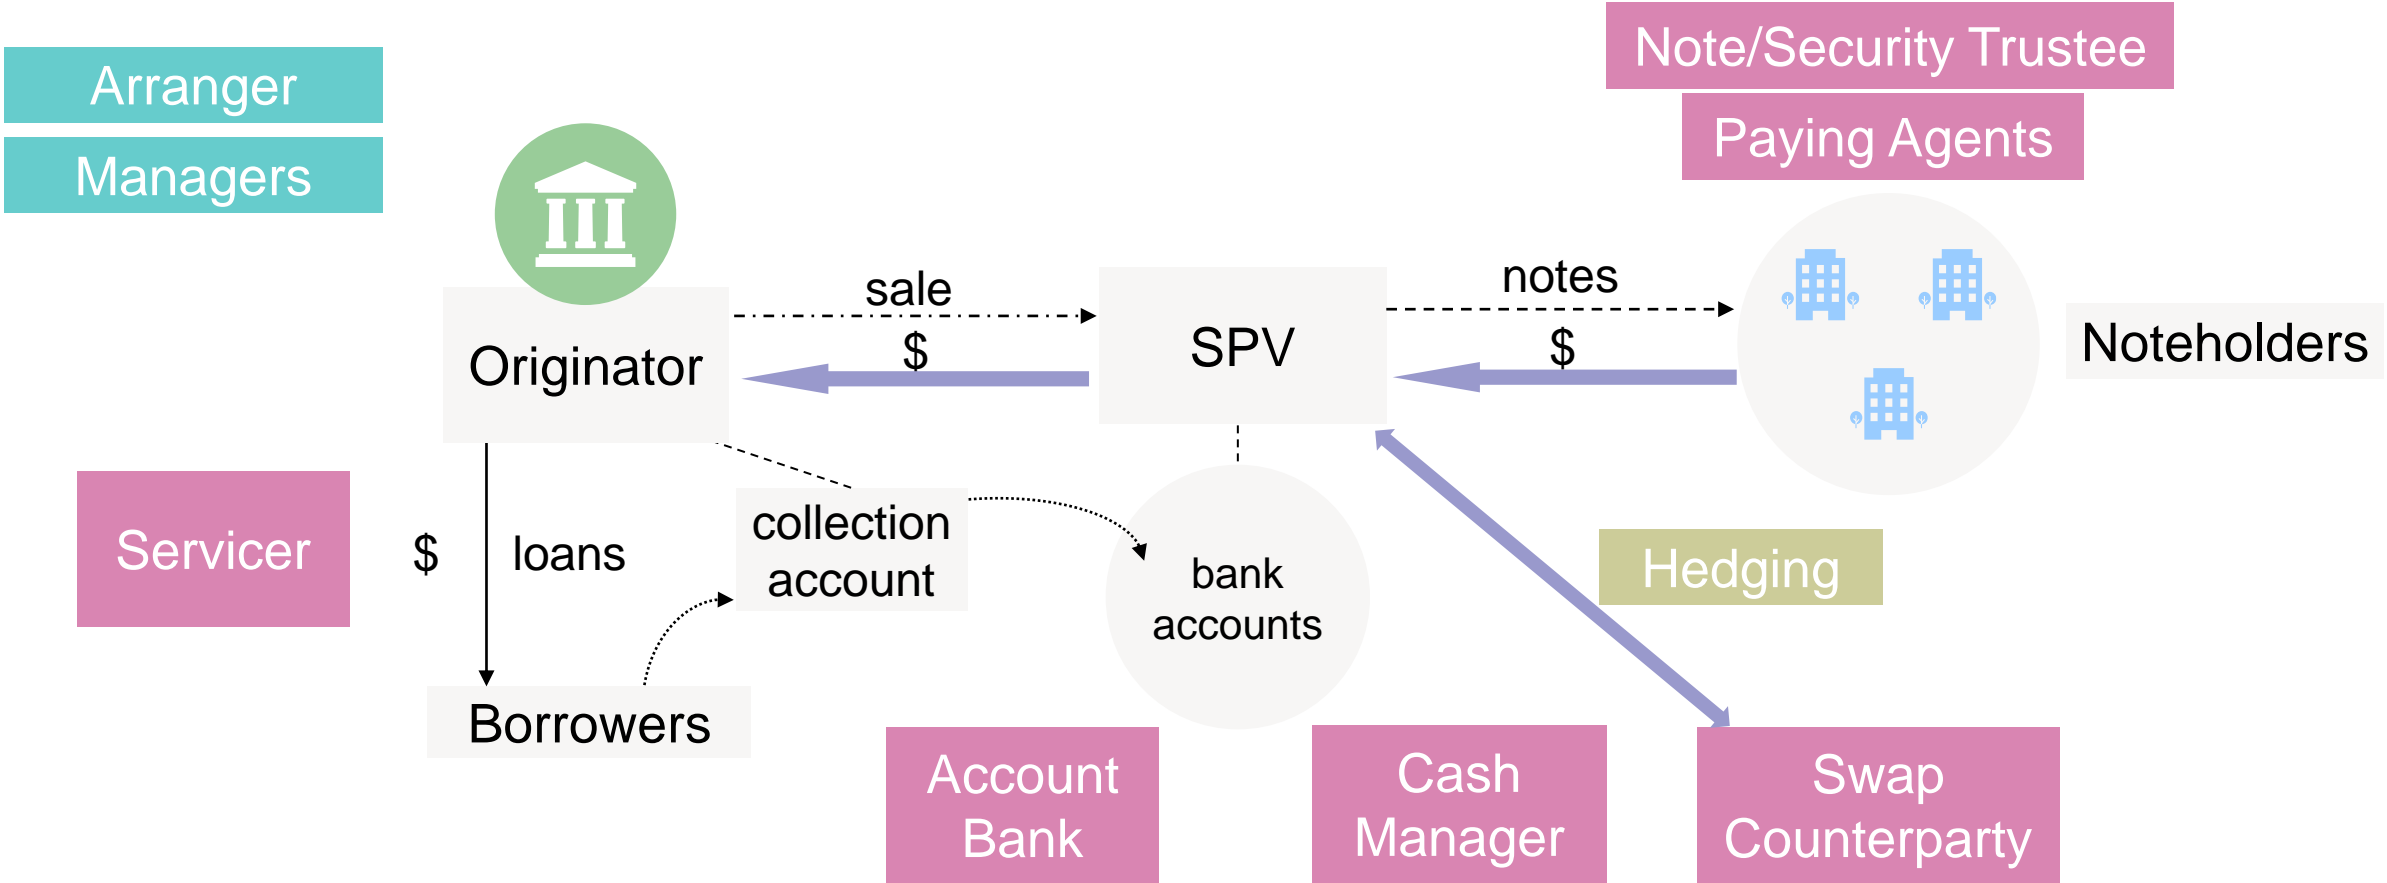 Note/Security Trustee
Arranger
Paying Agents
Managers
sale
notes
$
$
Originator
SPV
Noteholders
Servicer
$
loans
collection
account
bank
accounts
Hedging
Borrowers
Account
Bank
Cash
Manager
Swap
Counterparty